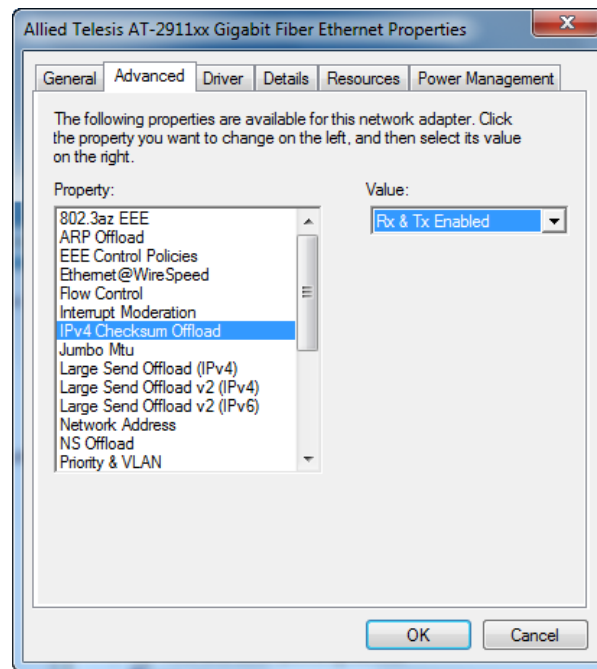 Allied Telesis AT-2911xx Gigabit Fiber Ethernet Properties
General Advanced Driver Details Resources Power Management
The following properties are available for this network adapter. Click
the property you want to change on the left, and then select its value
on the right.
Property:
Value:
802.3az EEE
ARP Offload
EEE Control Policies
Ethernet@WireSpeed
Flow Control
Interrupt Moderation
IPv4 Checksum Offload
Jumbo Mtu
Large Send Offload (IPv4)
Large Send Offload v2 (IPv4)
Large Send Offload v2 (IPv6)
Network Address
NS Offload
Priority & VLAN
Rx & Tx Enabled
OK
Cancel